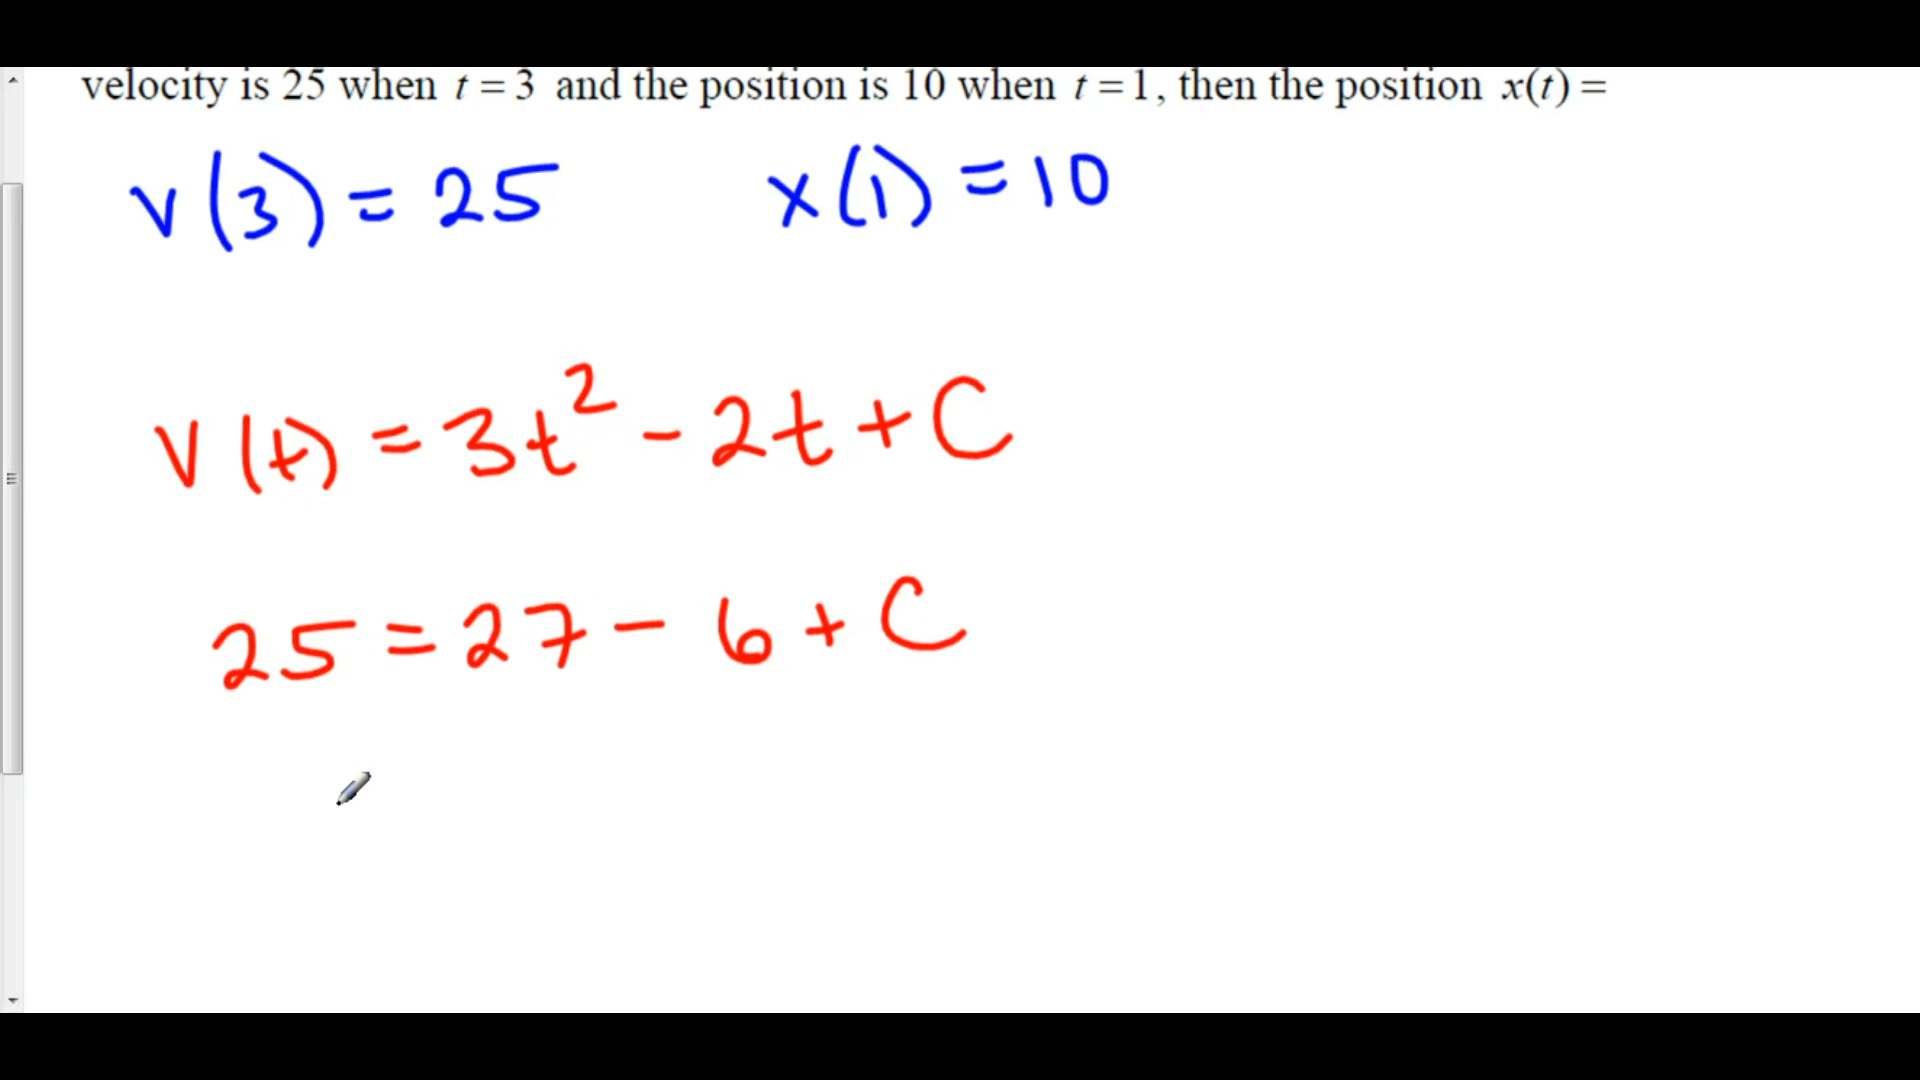 velocity is 25 when t = 3 and the position is 10 when t = 1, then the position x(t) =
v(3) = 25 x(1) = 10
v(t) = 3t² - 2t + C
25 = 27 - 6 + C